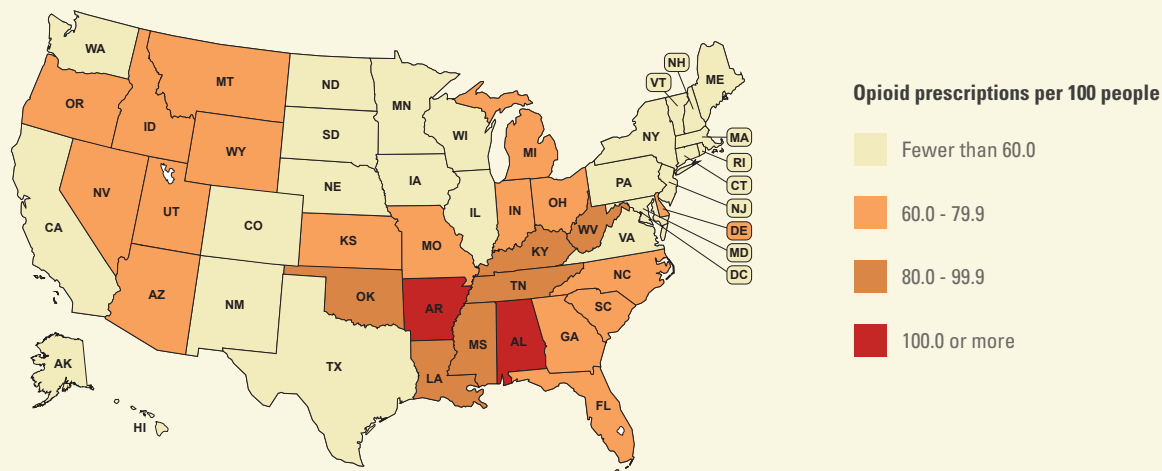 WA
MT
ND
MN
OR
ID
WY
SD
WI
MI
NH
VT
ME
NY
MA
RI
CT
NJ
DE
MD
DC
NV
UT
CO
NE
IA
IL
IN
OH
PA
WV
VA
CA
KS
MO
KY
AZ
NM
OK
AR
TN
NC
SC
TX
LA
MS
AL
GA
FL
AK
HI
Opioid prescriptions per 100 people
Fewer than 60.0
60.0 - 79.9
80.0 - 99.9
100.0 or more